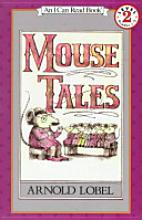 An I Can Read Book
2
MOUSE
TALES
ARNOLD LOBEL